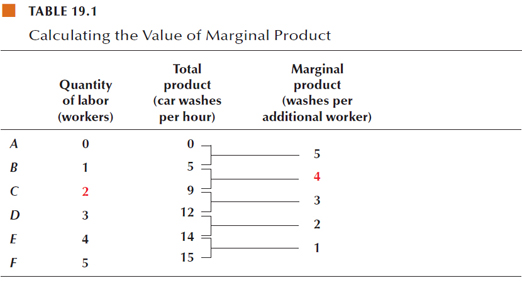 TABLE 19.1
Calculating the Value of Marginal Product
Quantity of labor (workers) Total product (car washes per hour) Marginal product (washes per additional worker)
A 0 0
5
B 1 5
4
C 2 9
3
D 3 12
2
E 4 14
1
F 5 15